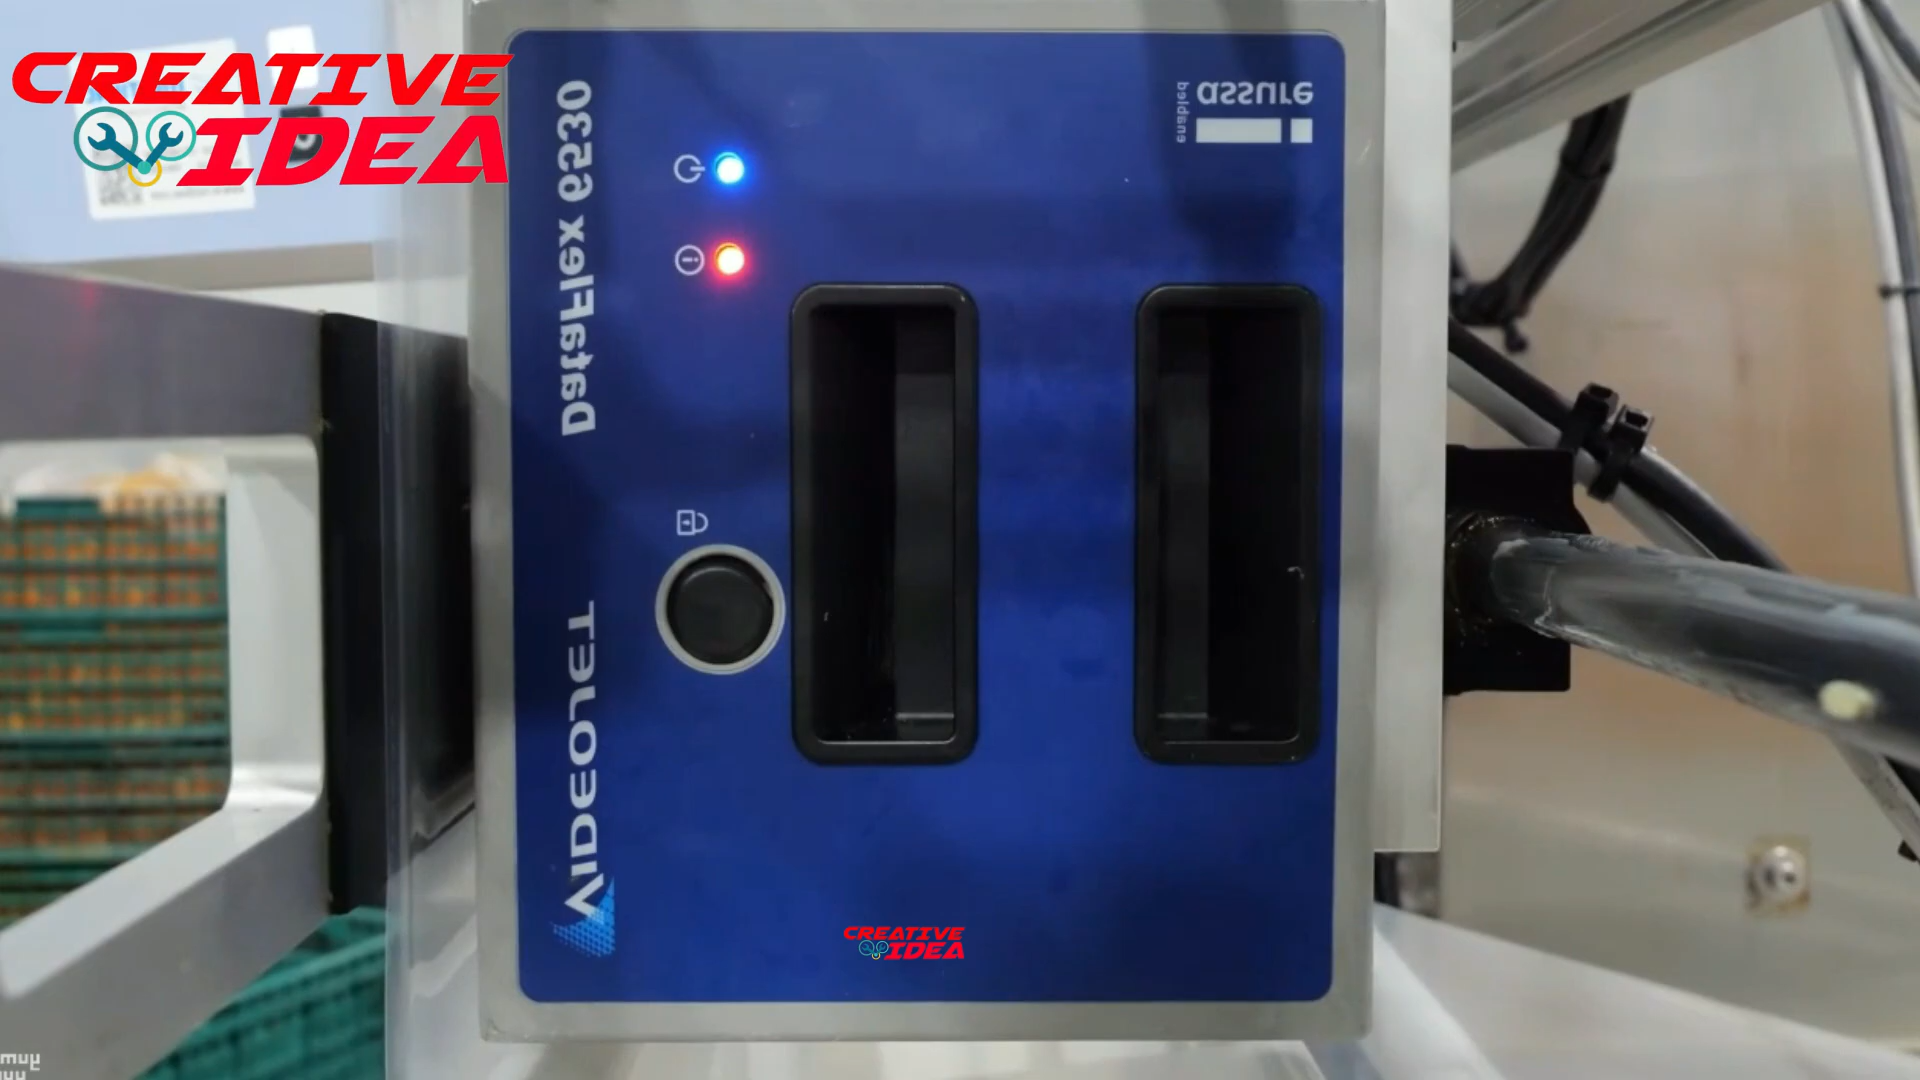 CREATIVE
IDEA
DataFlex 6530
VIDEOJET
i
assure
enabled
CREATIVE
IDEA